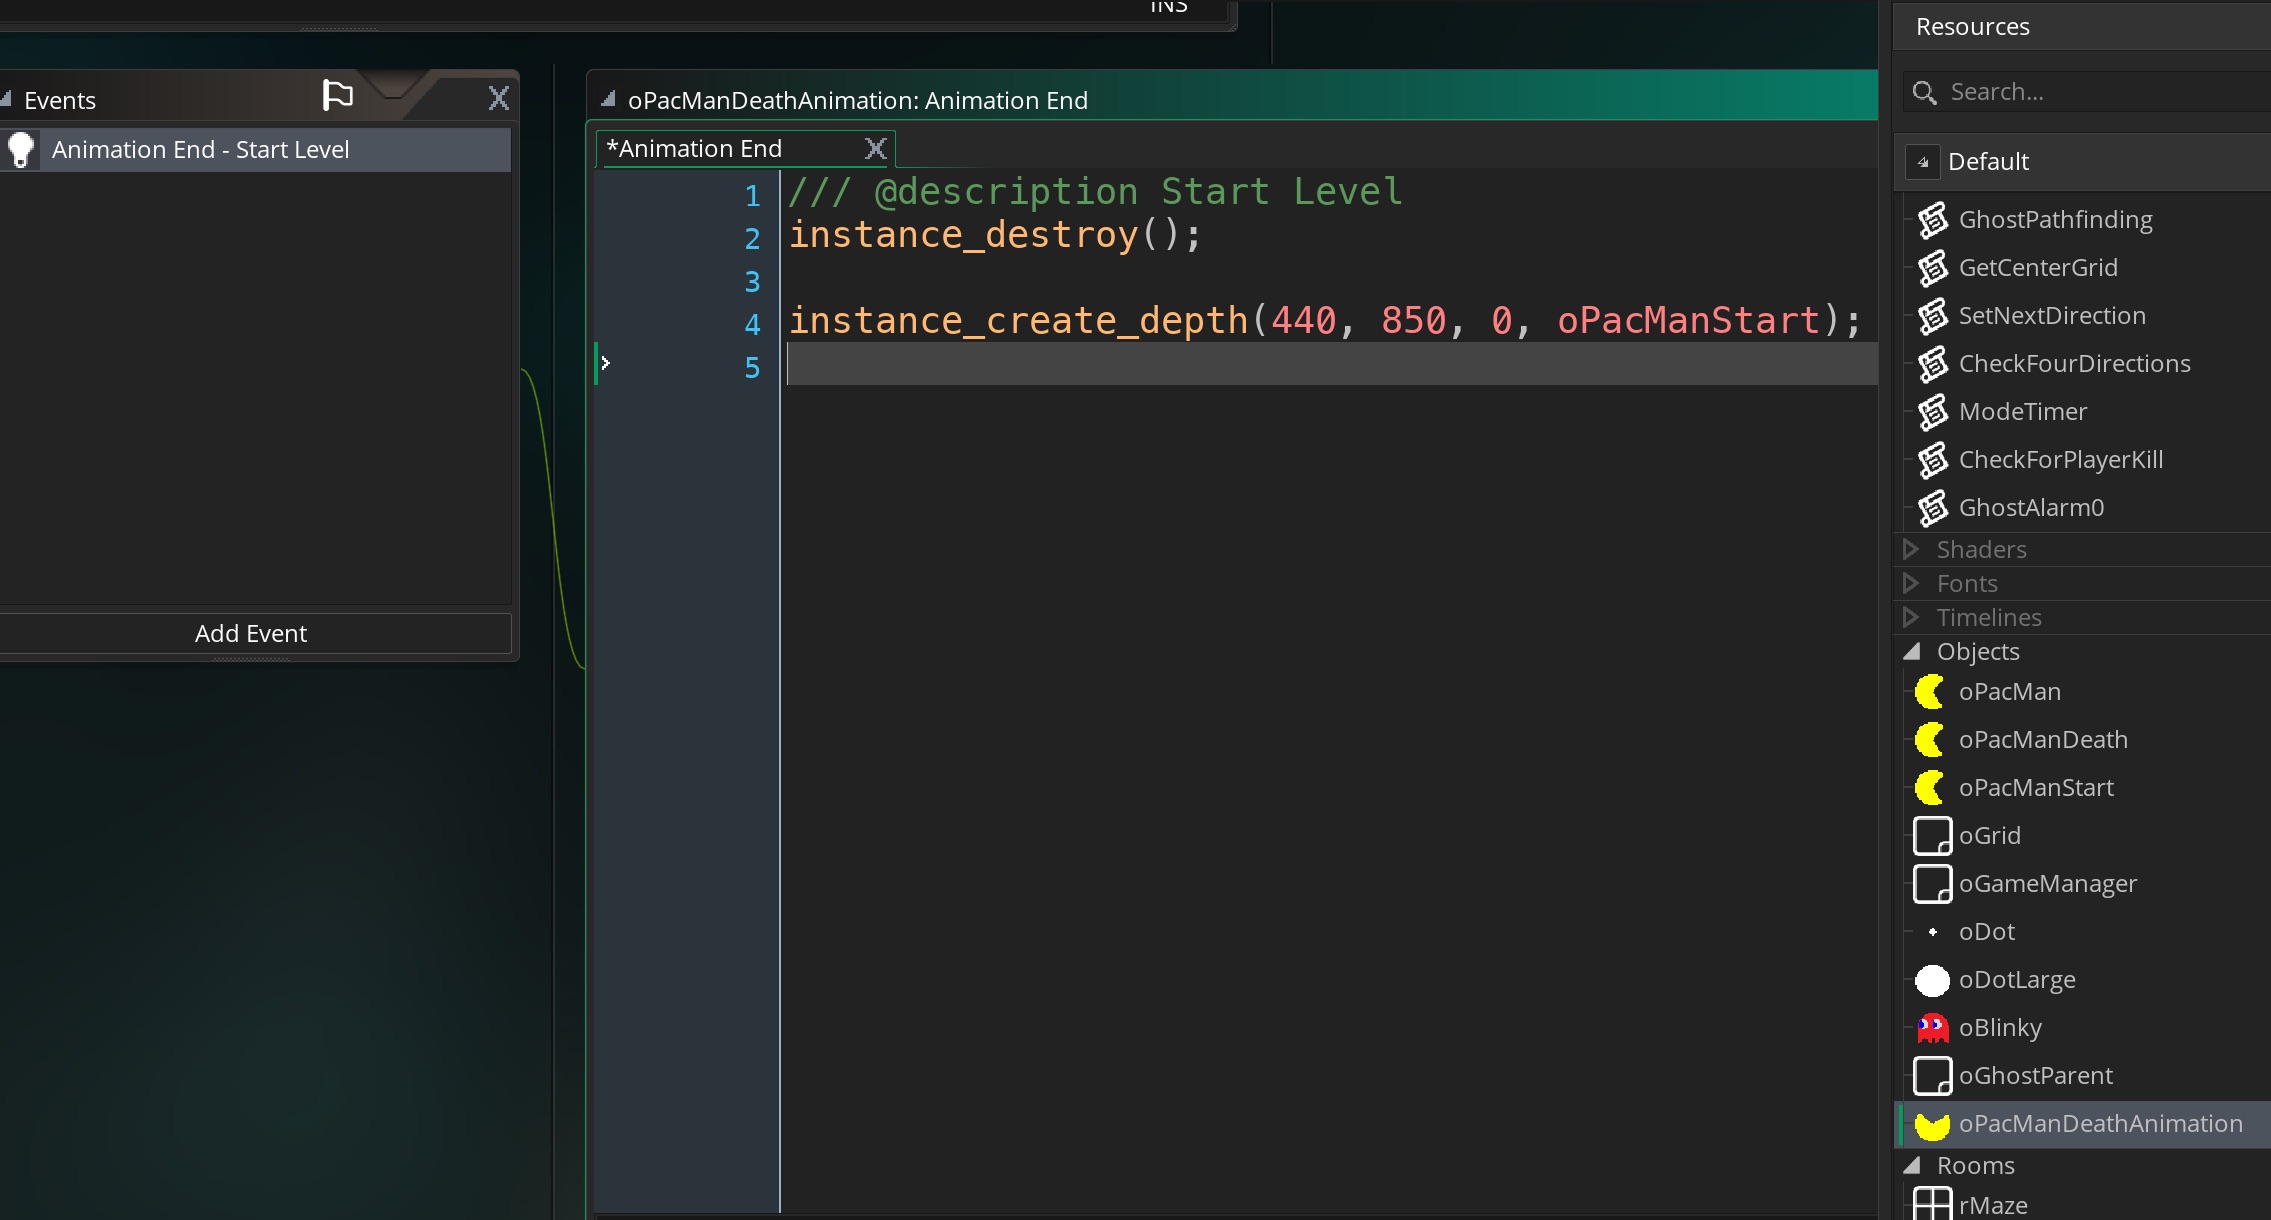 INS
Events
Animation End - Start Level
Add Event
oPacManDeathAnimation: Animation End
*Animation End
1 /// @description Start Level
2 instance_destroy();
3
4 instance_create_depth(440, 850, 0, oPacManStart);
5
Resources
Search...
Default
GhostPathfinding
GetCenterGrid
SetNextDirection
CheckFourDirections
ModeTimer
CheckForPlayerKill
GhostAlarm0
Shaders
Fonts
Timelines
Objects
oPacMan
oPacManDeath
oPacManStart
oGrid
oGameManager
oDot
oDotLarge
oBlinky
oGhostParent
oPacManDeathAnimation
Rooms
rMaze